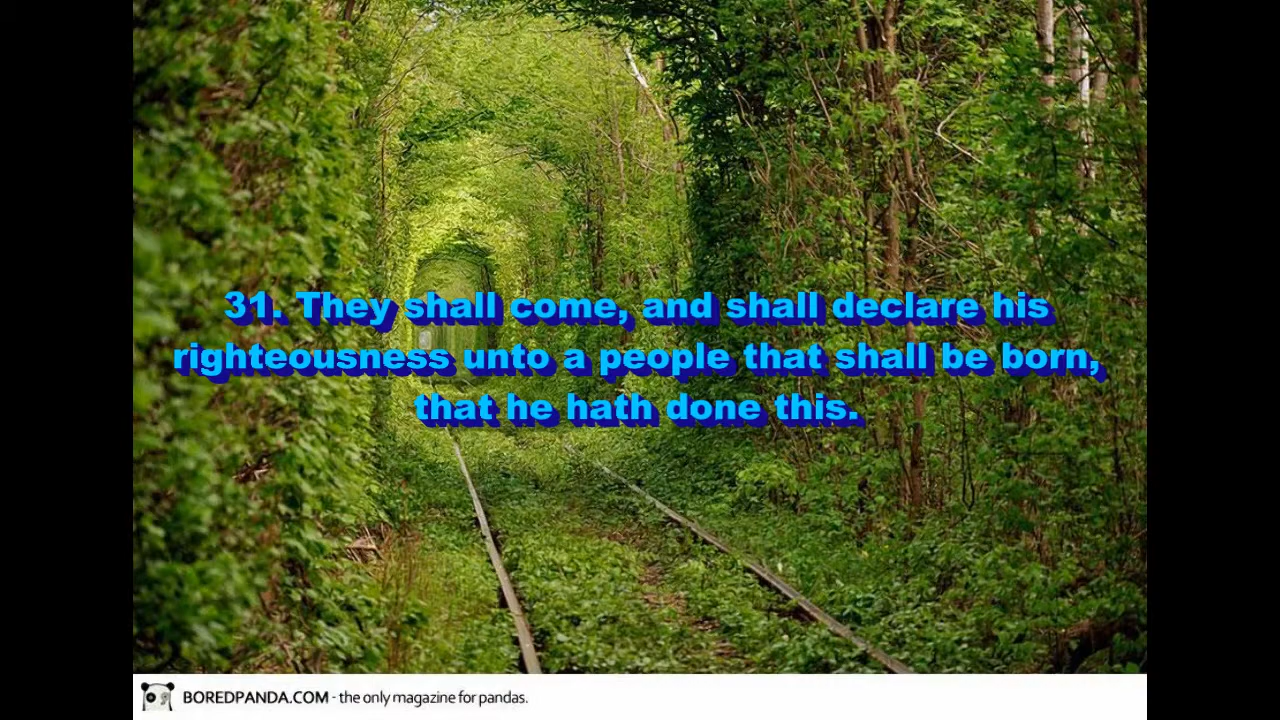 31. They shall come, and shall declare his
righteousness unto a people that shall be born,
that he hath done this.
BOREDPANDA.COM - the only magazine for pandas.